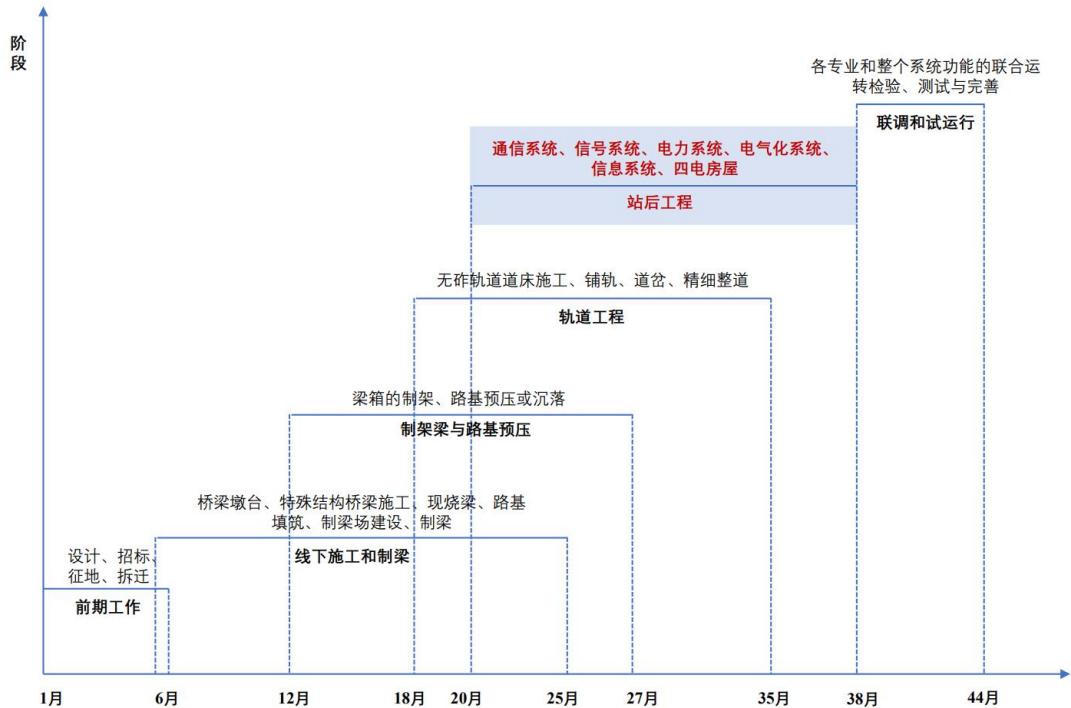 阶
段
各专业和整个系统功能的联合运
转检验、测试与完善
联调和试运行
通信系统、信号系统、电力系统、电气化系统、
信息系统、四电房屋
站后工程
无砟轨道道床施工、铺轨、道岔、精细整道
轨道工程
梁箱的制架、路基预压或沉落
制架梁与路基预压
桥梁墩台、特殊结构桥梁施工、现烧梁、路基
填筑、制梁场建设、制梁
线下施工和制梁
设计、招标、
征地、拆迁
前期工作
1月 6月 12月 18月 20月 25月 27月 35月 38月 44月